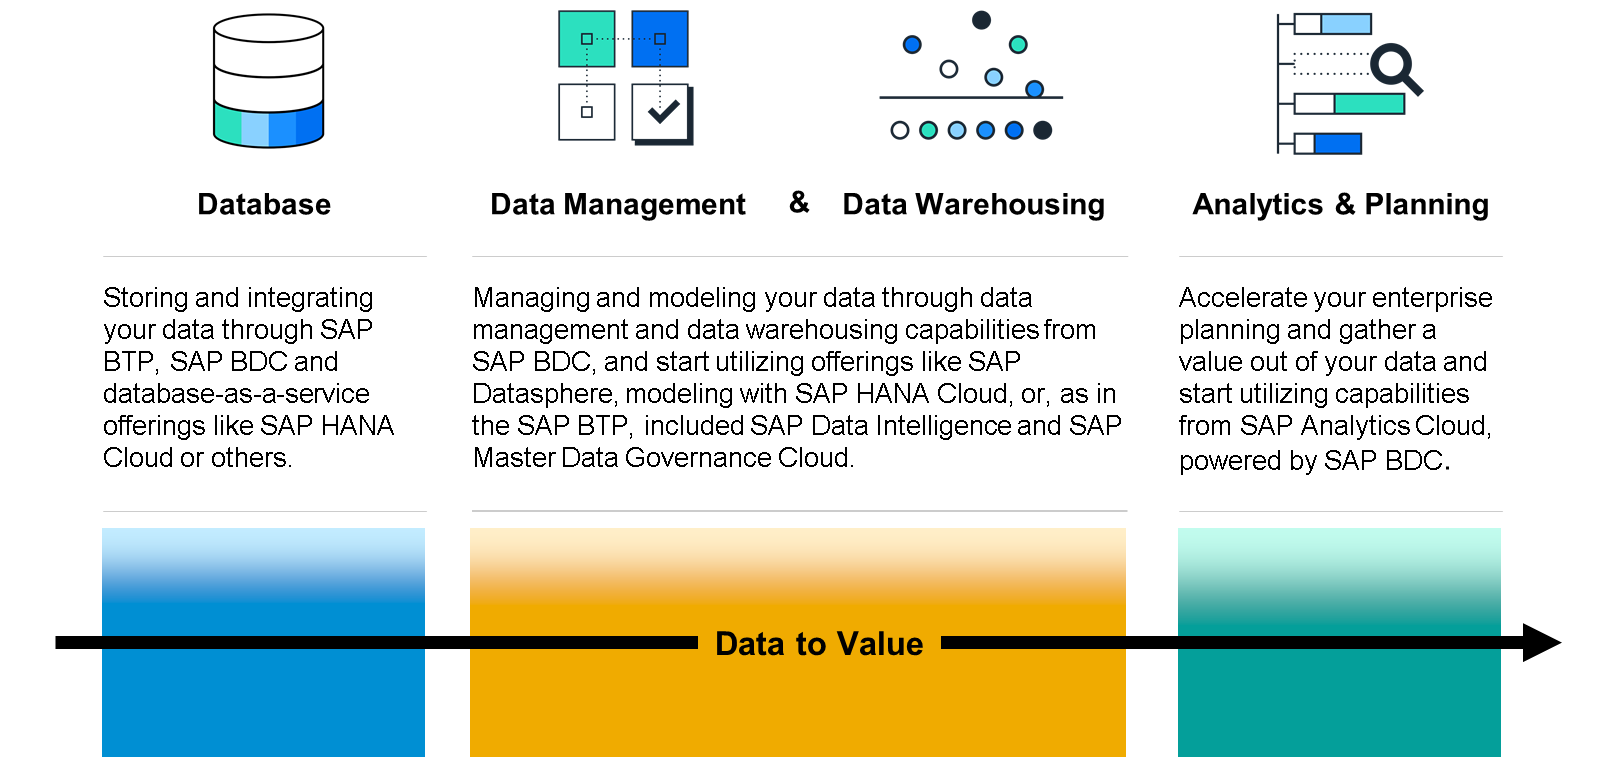 Database
Data Management & Data Warehousing
Analytics & Planning
Storing and integrating
your data through SAP
BTP, SAP BDC and
database-as-a-service
offerings like SAP HANA
Cloud or others.
Managing and modeling your data through data
management and data warehousing capabilities from
SAP BDC, and start utilizing offerings like SAP
Datasphere, modeling with SAP HANA Cloud, or, as in
the SAP BTP, included SAP Data Intelligence and SAP
Master Data Governance Cloud.
Accelerate your enterprise
planning and gather a
value out of your data and
start utilizing capabilities
from SAP Analytics Cloud,
powered by SAP BDC.
Data to Value